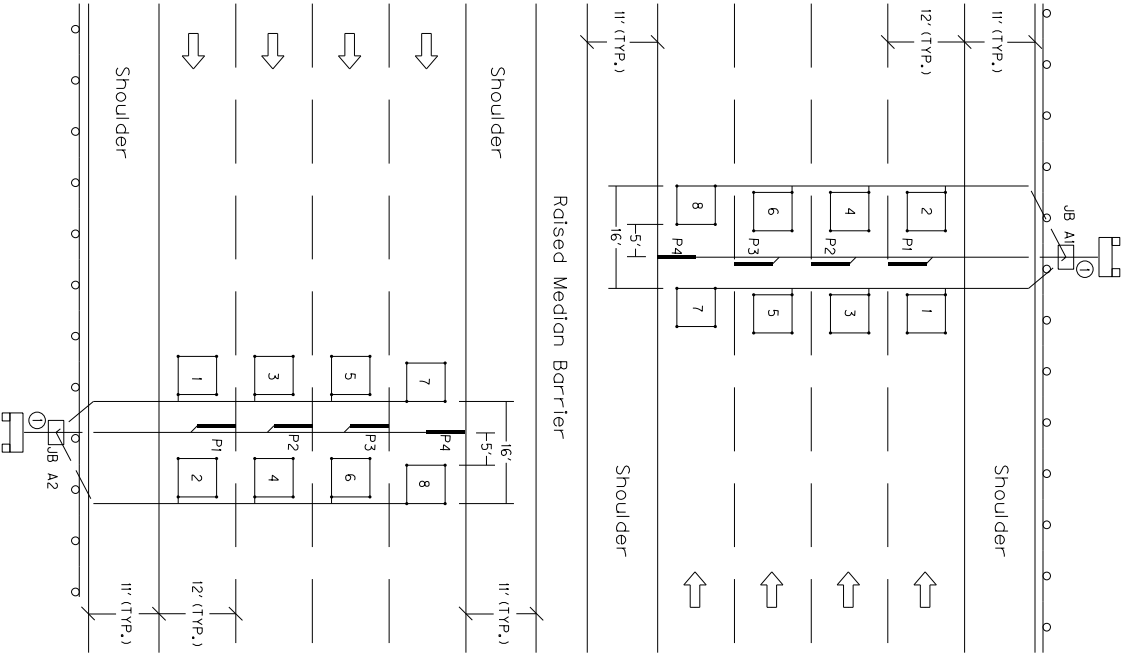 Shoulder
Shoulder
11' (TYP.)
12' (TYP.)
11' (TYP.)
JB A1
1
8
6
4
2
16'
5'
P4
P3
P2
P1
7
5
3
1
Raised Median Barrier
1
3
5
7
P1
P2
P3
P4
5'
16'
2
4
6
8
1
JB A2
Shoulder
Shoulder
11' (TYP.)
12' (TYP.)
11' (TYP.)